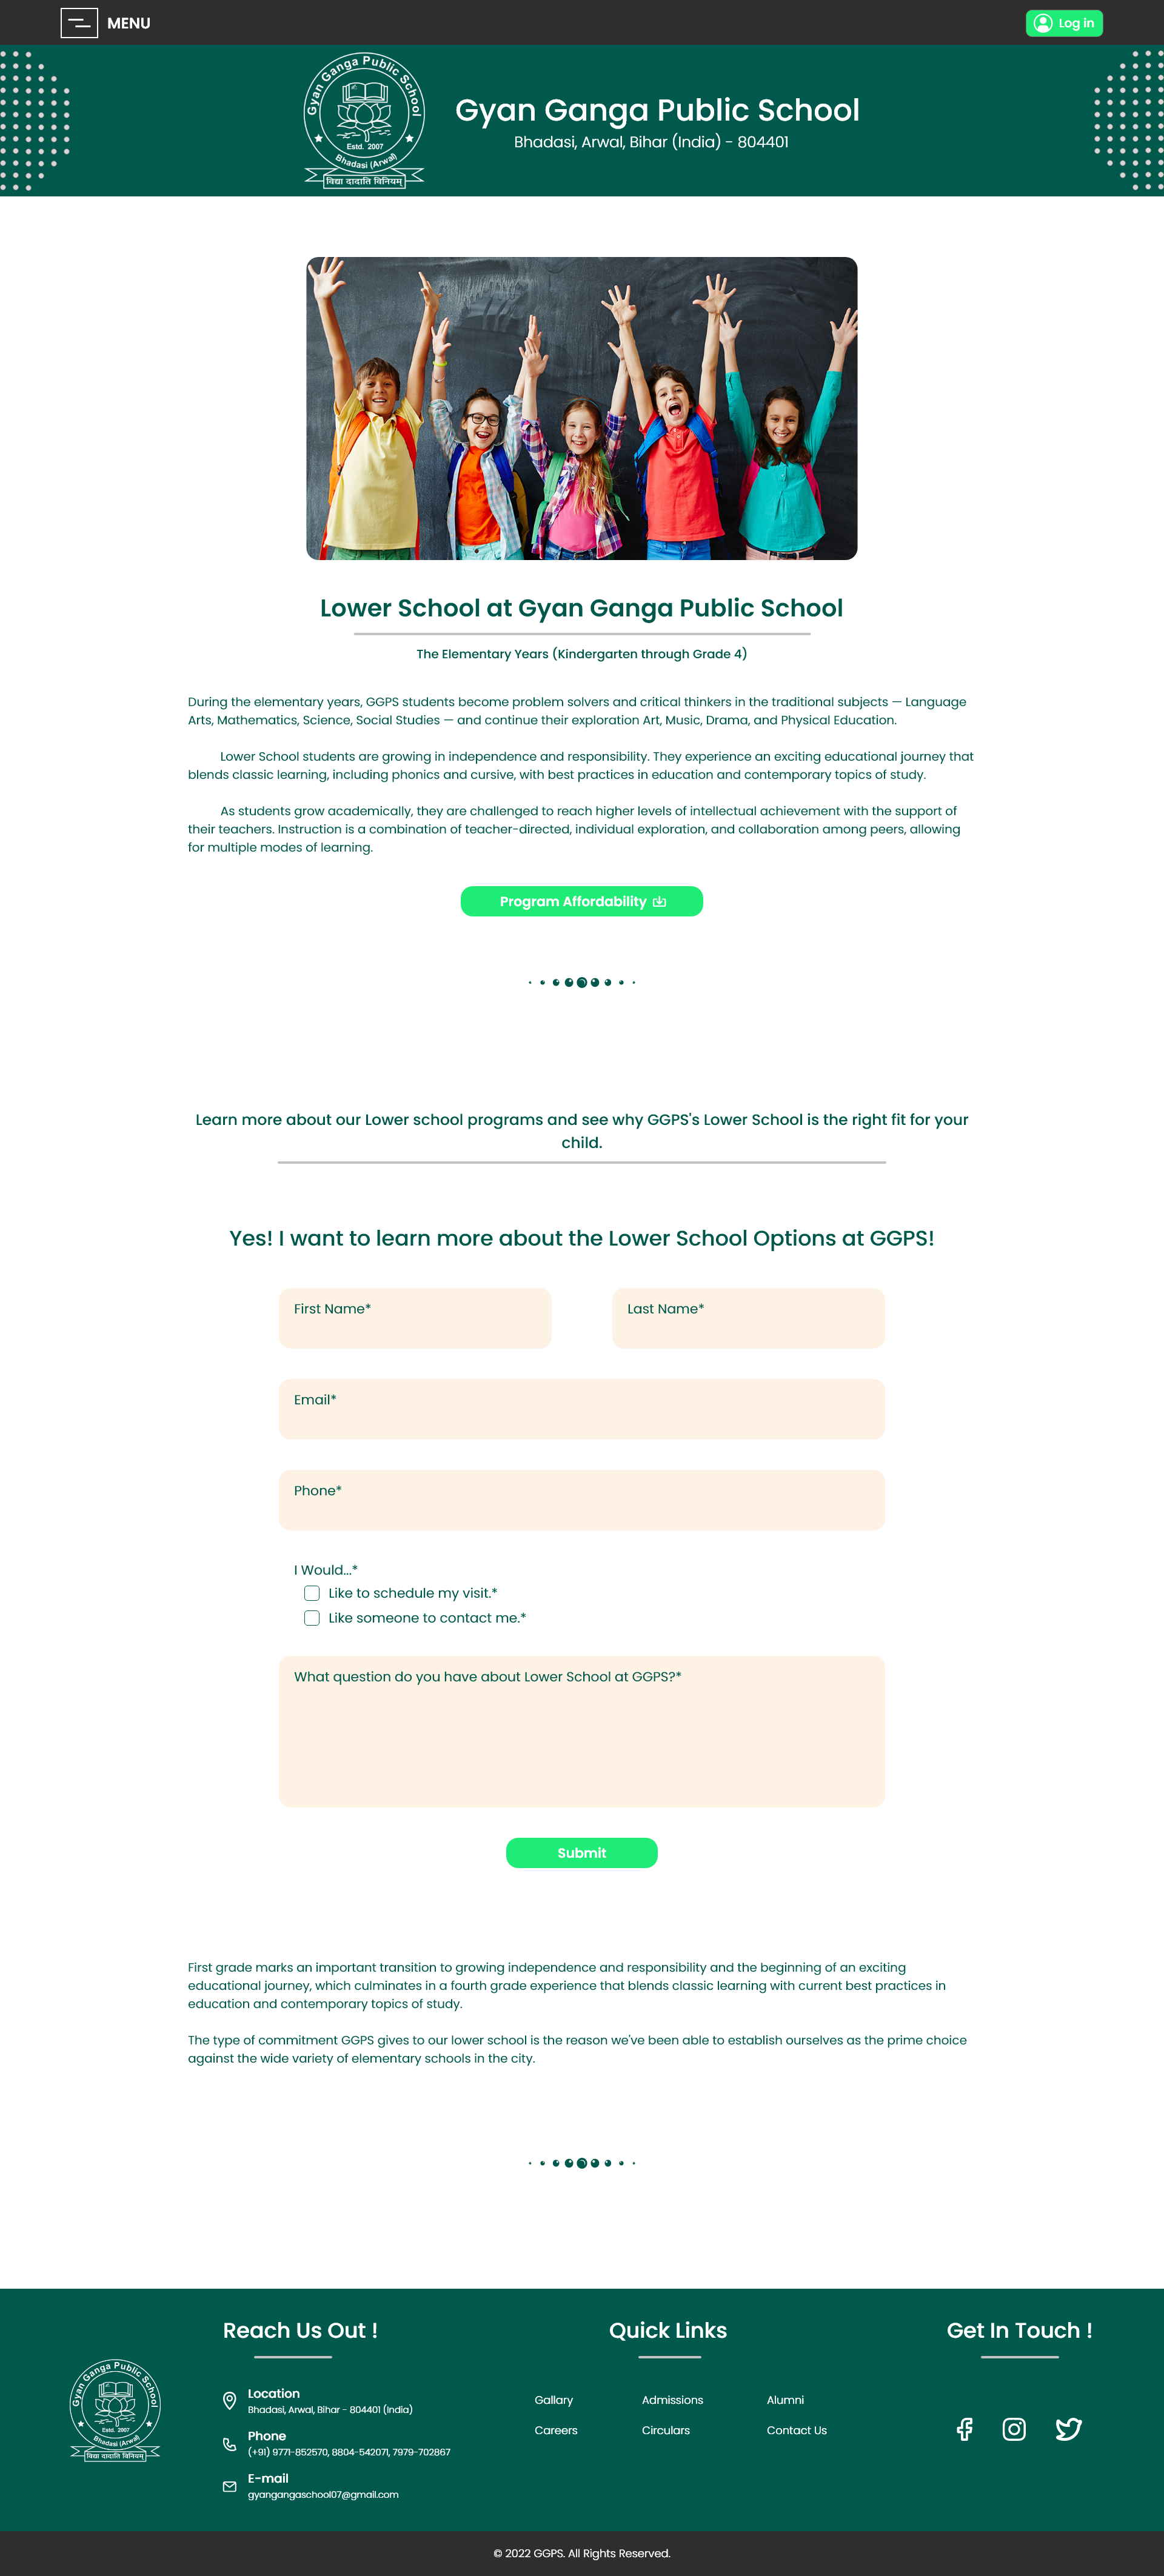 MENU
Log in
Gyan Ganga Public School
Estd. 2007
Bhadasi (Arwal)
विद्या दादाति विनियम्
Gyan Ganga Public School
Bhadasi, Arwal, Bihar (India) - 804401
Lower School at Gyan Ganga Public School
The Elementary Years (Kindergarten through Grade 4)
During the elementary years, GGPS students become problem solvers and critical thinkers in the traditional subjects — Language
Arts, Mathematics, Science, Social Studies — and continue their exploration Art, Music, Drama, and Physical Education.
Lower School students are growing in independence and responsibility. They experience an exciting educational journey that
blends classic learning, including phonics and cursive, with best practices in education and contemporary topics of study.
As students grow academically, they are challenged to reach higher levels of intellectual achievement with the support of
their teachers. Instruction is a combination of teacher-directed, individual exploration, and collaboration among peers, allowing
for multiple modes of learning.
Program Affordability
Learn more about our Lower school programs and see why GGPS's Lower School is the right fit for your
child.
Yes! I want to learn more about the Lower School Options at GGPS!
First Name*
Last Name*
Email*
Phone*
I Would...*
Like to schedule my visit.*
Like someone to contact me.*
What question do you have about Lower School at GGPS?*
Submit
First grade marks an important transition to growing independence and responsibility and the beginning of an exciting
educational journey, which culminates in a fourth grade experience that blends classic learning with current best practices in
education and contemporary topics of study.
The type of commitment GGPS gives to our lower school is the reason we've been able to establish ourselves as the prime choice
against the wide variety of elementary schools in the city.
Gyan Ganga Public School
Estd. 2007
Bhadasi (Arwal)
विद्या दादाति विनियम्
Reach Us Out !
Location
Bhadasi, Arwal, Bihar - 804401 (India)
Phone
(+91) 9771-852570, 8804-542071, 7979-702867
E-mail
gyangangaschool07@gmail.com
Quick Links
Gallary
Admissions
Alumni
Careers
Circulars
Contact Us
Get In Touch !
© 2022 GGPS. All Rights Reserved.